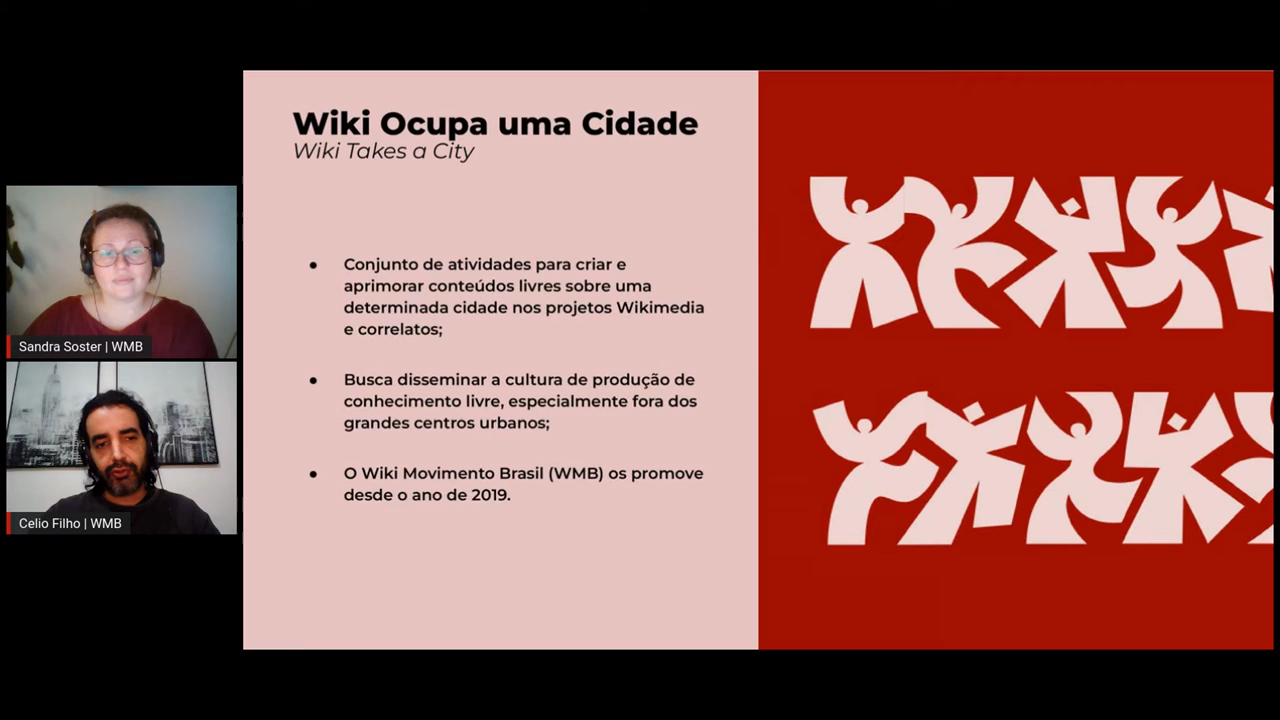 Wiki Ocupa uma Cidade
Wiki Takes a City
● Conjunto de atividades para criar e
aprimorar conteúdos livres sobre uma
determinada cidade nos projetos Wikimedia
e correlatos;
● Busca disseminar a cultura de produção de
conhecimento livre, especialmente fora dos
grandes centros urbanos;
● O Wiki Movimento Brasil (WMB) os promove
desde o ano de 2019.
Sandra Soster | WMB
Celio Filho | WMB